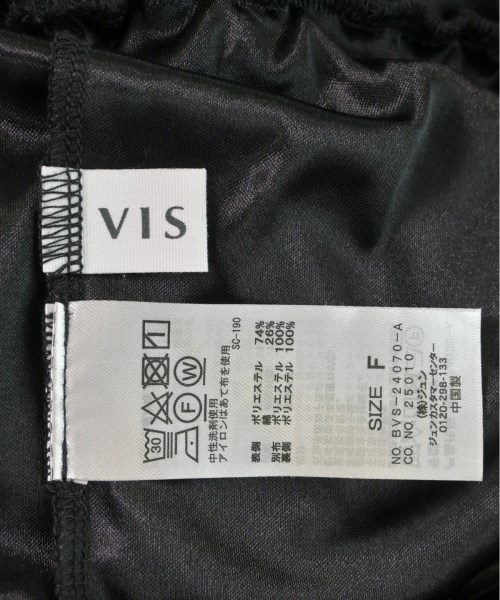 VIS
30
F
W
中性洗剤使用
アイロンはあて布を使用
SC-190
表側 ポリエステル 74%
綿 26%
別布 ポリエステル 100%
裏側 ポリエステル 100%
SIZE F
NO. BVS-24070-A
CO. NO. 25010
(株)ジュン
ジュンカスタマーセンター
0120-298-133
中国製